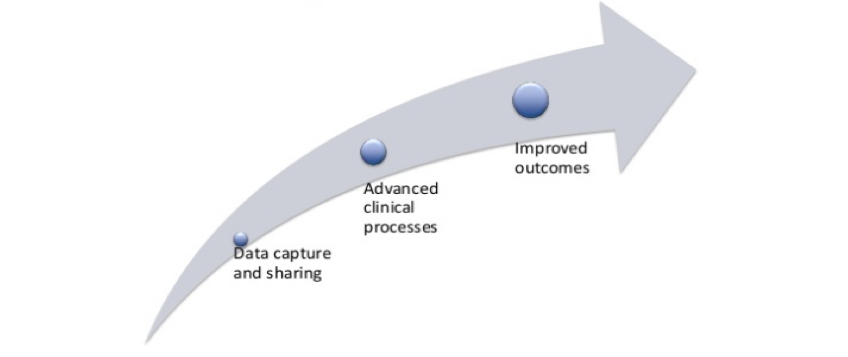 Improved
outcomes
Advanced
clinical
processes
Data capture
and sharing